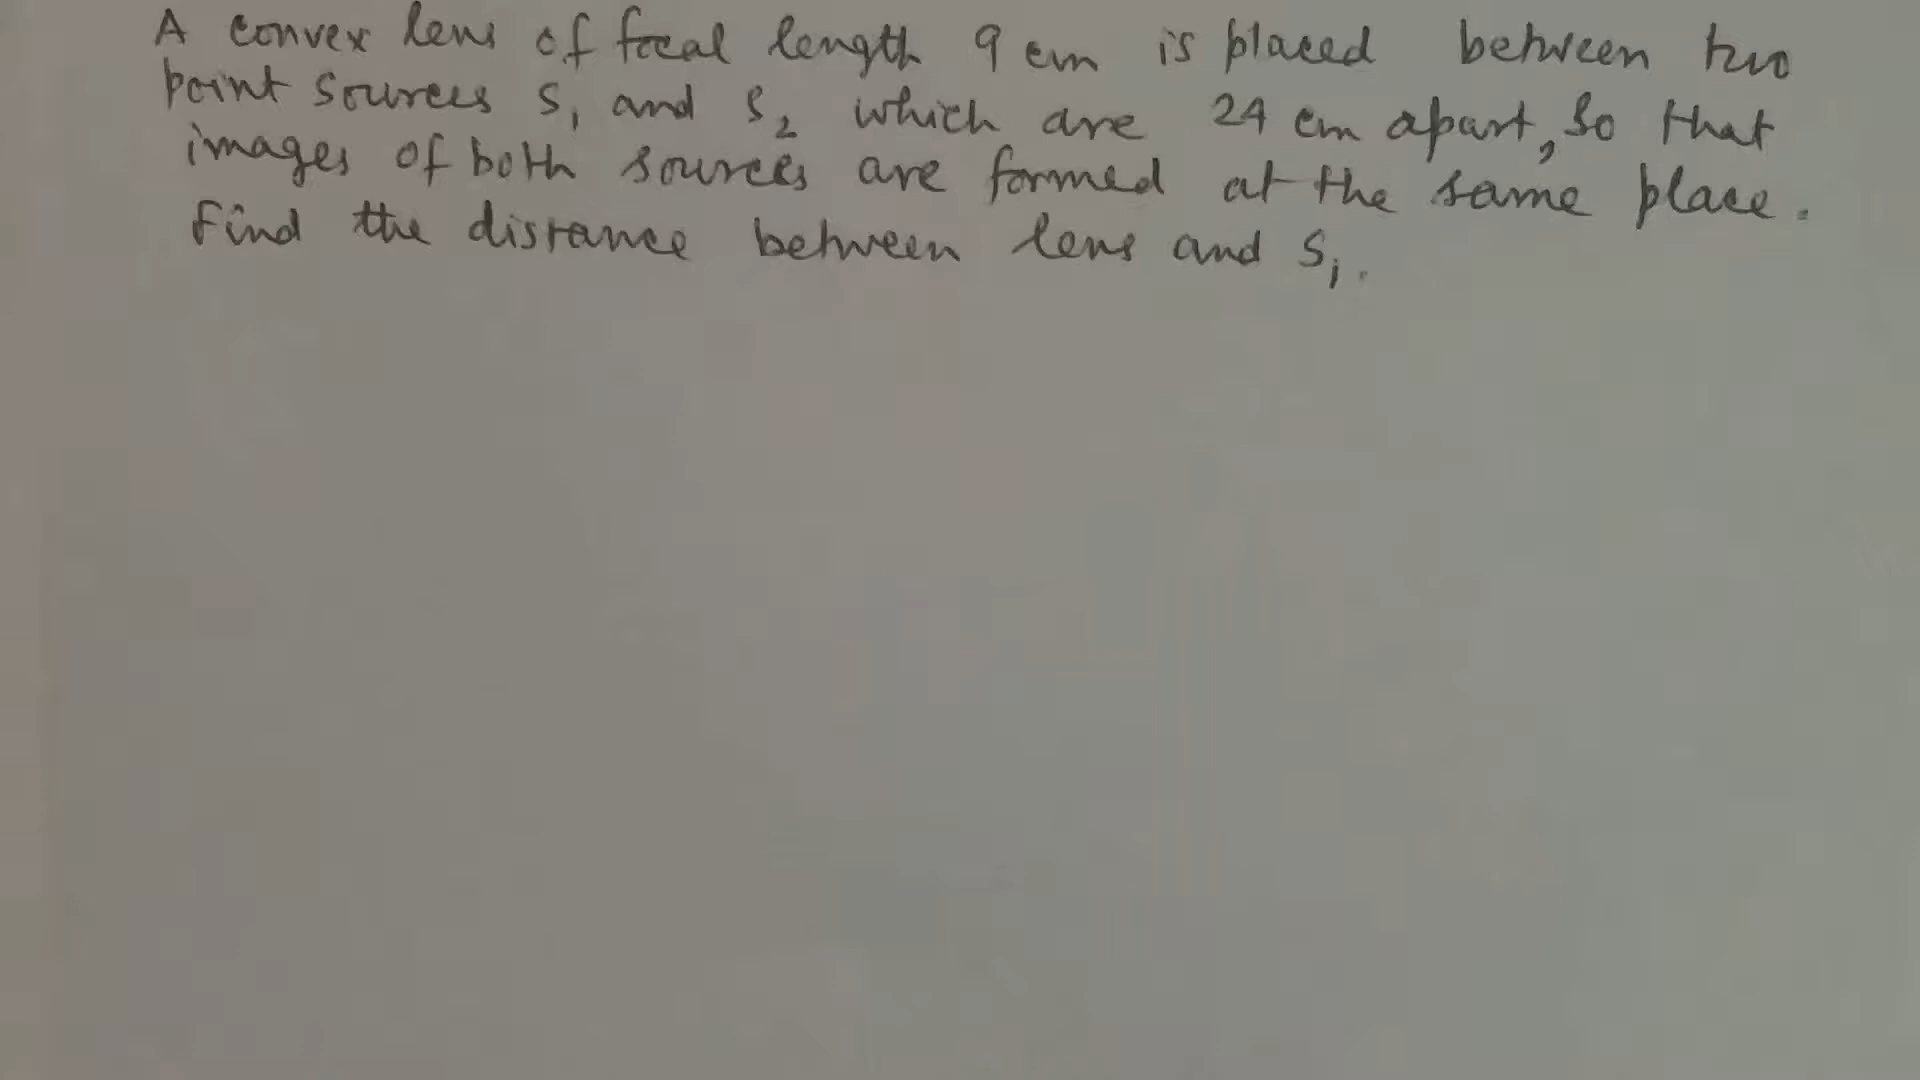 A convex lens of focal length 9 cm is placed between two
point sources S₁ and S₂ which are 24 cm apart, so that
images of both sources are formed at the same place.
Find the distance between lens and S₁.